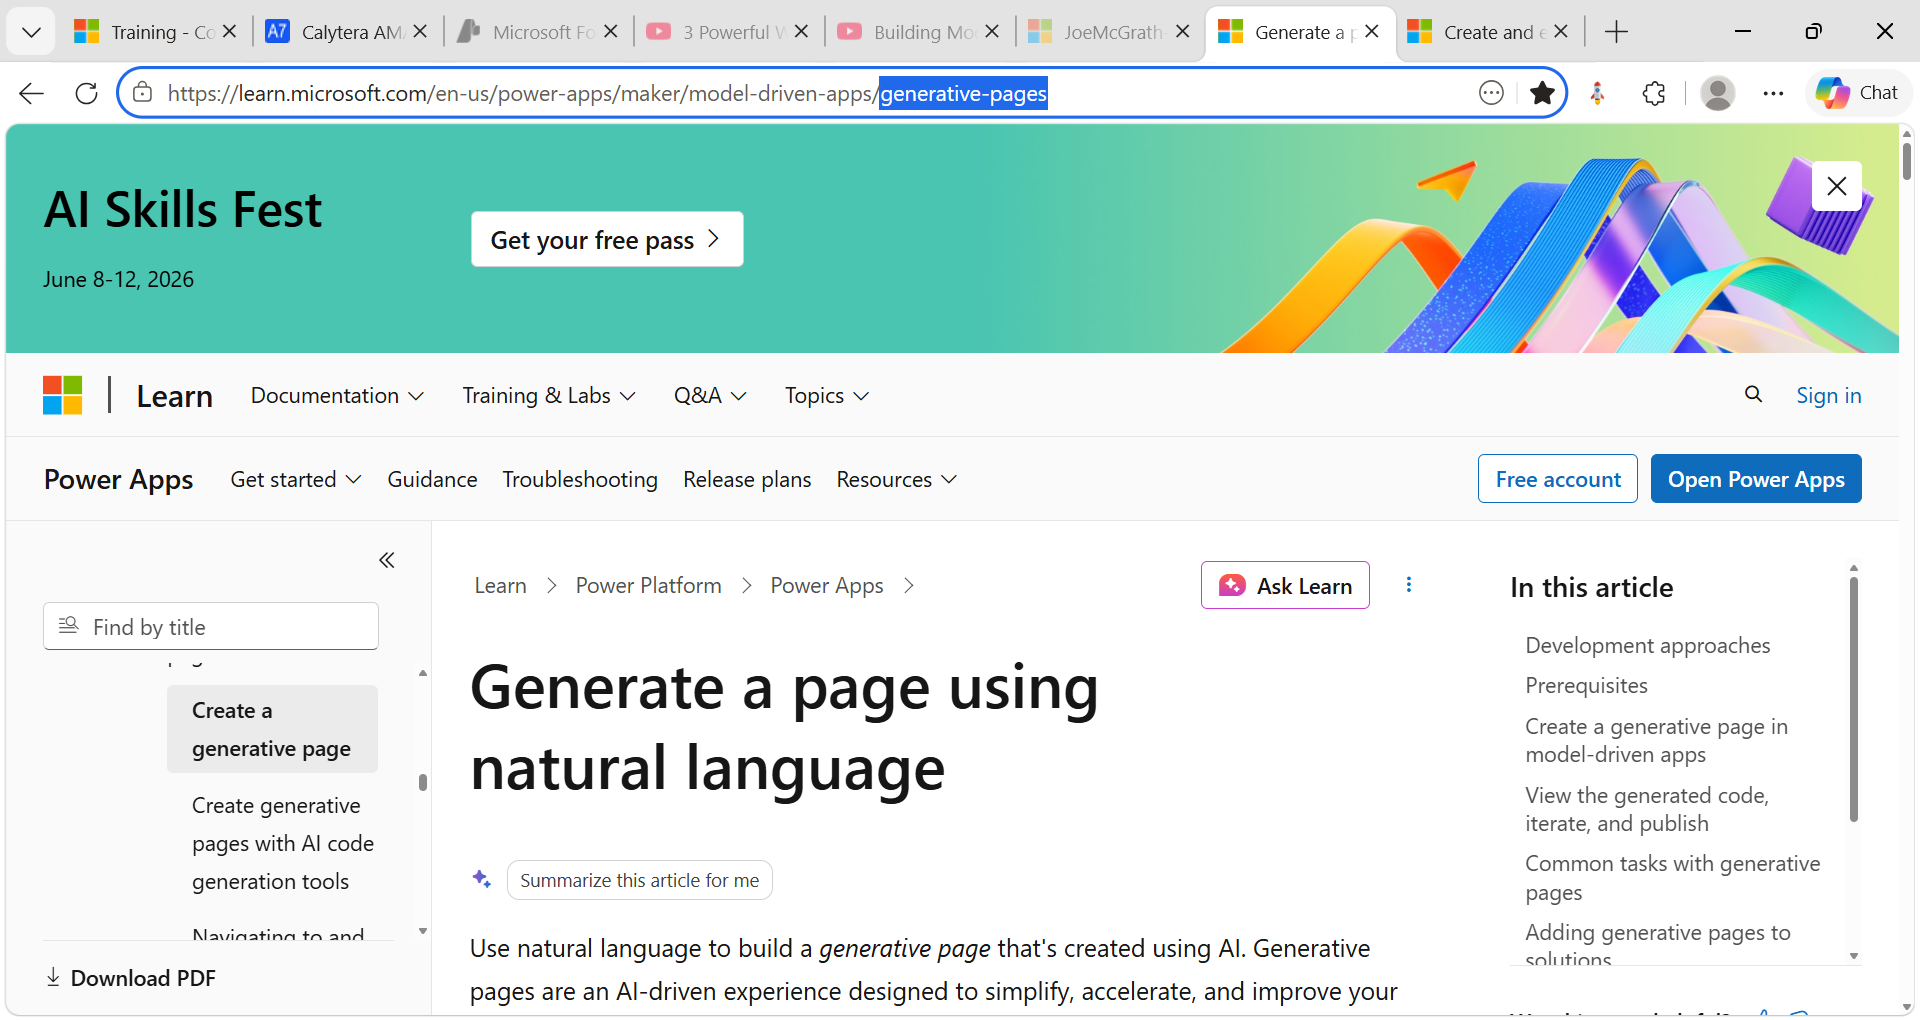 Training - Co
Calytera AMA
Microsoft Fo
3 Powerful W
Building Mo
JoeMcGrath-
Generate a p
Create and e
https://learn.microsoft.com/en-us/power-apps/maker/model-driven-apps/generative-pages
Chat
AI Skills Fest
Get your free pass
June 8-12, 2026
Learn
Documentation
Training & Labs
Q&A
Topics
Sign in
Power Apps
Get started
Guidance
Troubleshooting
Release plans
Resources
Free account
Open Power Apps
Find by title
Create a
generative page
Create generative
pages with AI code
generation tools
Navigating to and
Download PDF
Learn
Power Platform
Power Apps
Ask Learn
Generate a page using
natural language
Summarize this article for me
Use natural language to build a generative page that's created using AI. Generative
pages are an AI-driven experience designed to simplify, accelerate, and improve your
In this article
Development approaches
Prerequisites
Create a generative page in
model-driven apps
View the generated code,
iterate, and publish
Common tasks with generative
pages
Adding generative pages to
solutions